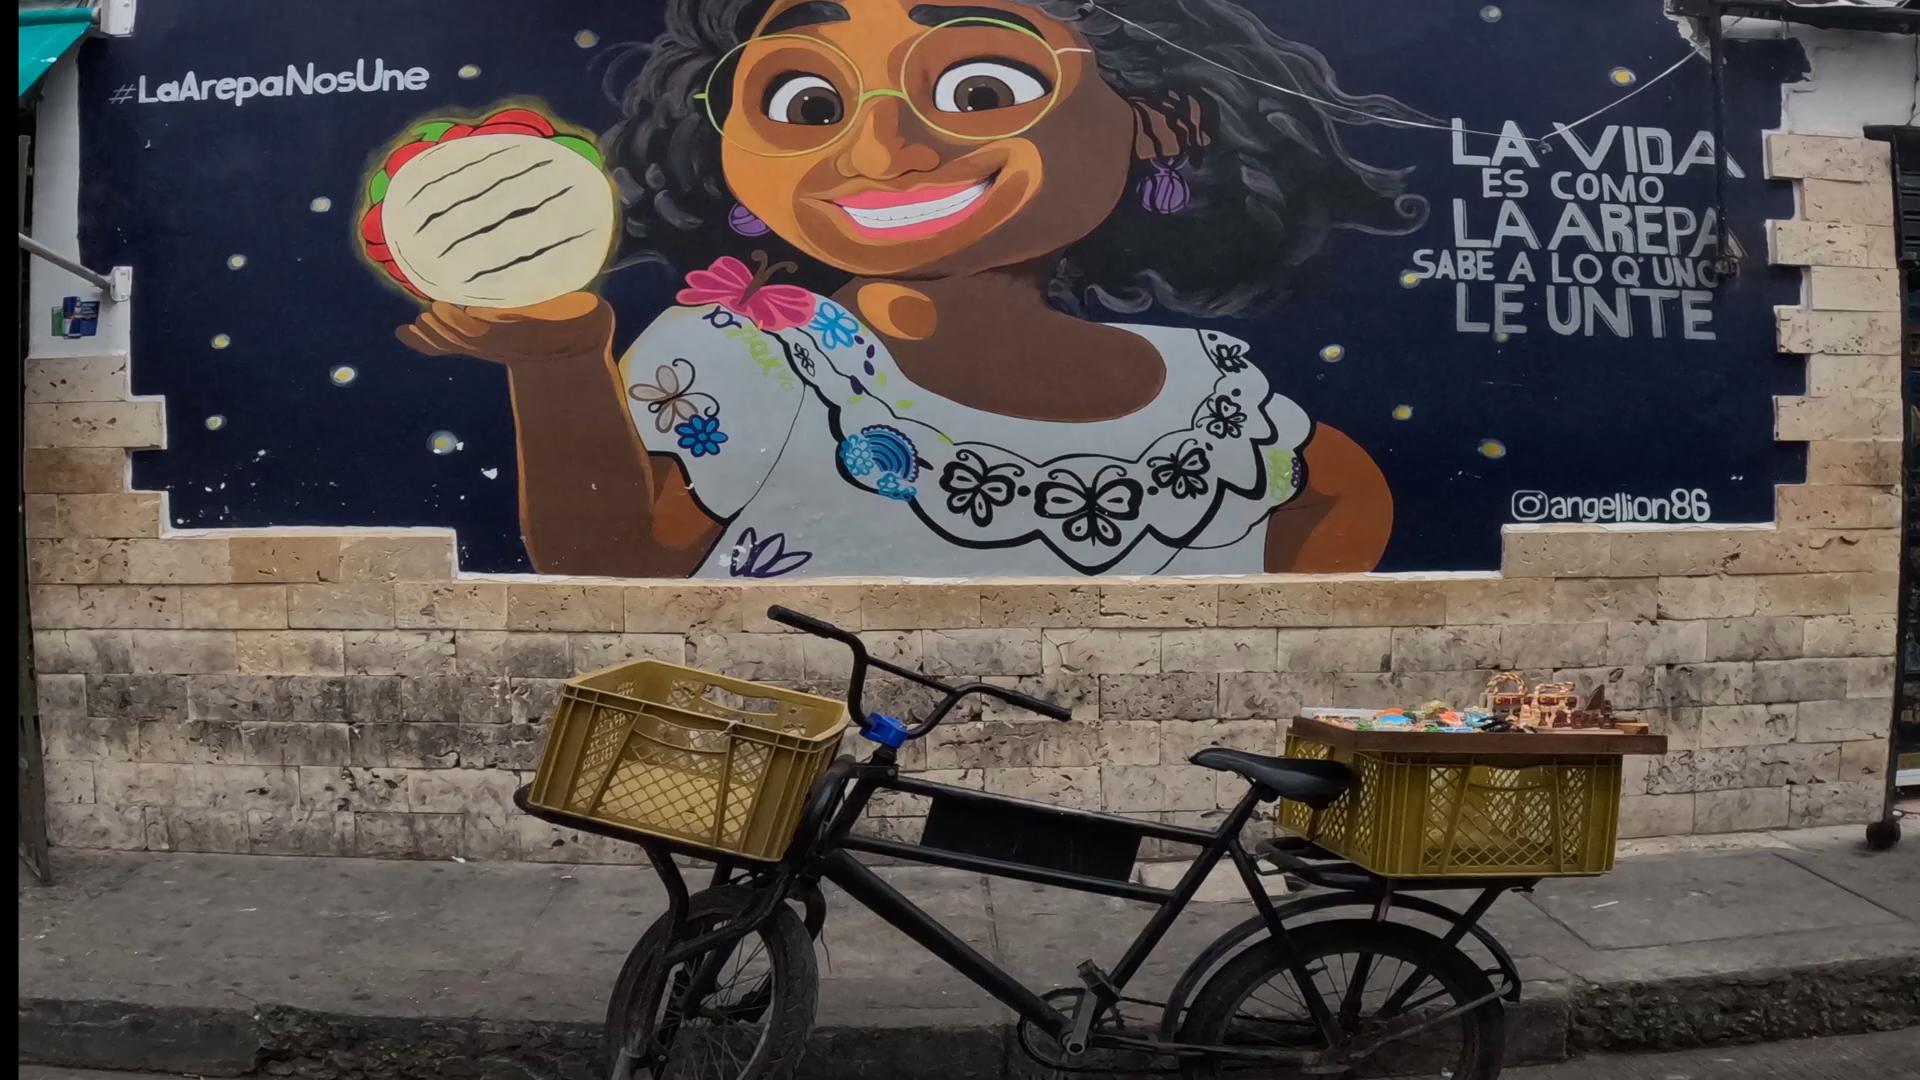 #LaArepaNosUne
LA VIDA
ES COMO
LA AREPA
SABE A LO Q' UNO
LE UNTE
angellion86